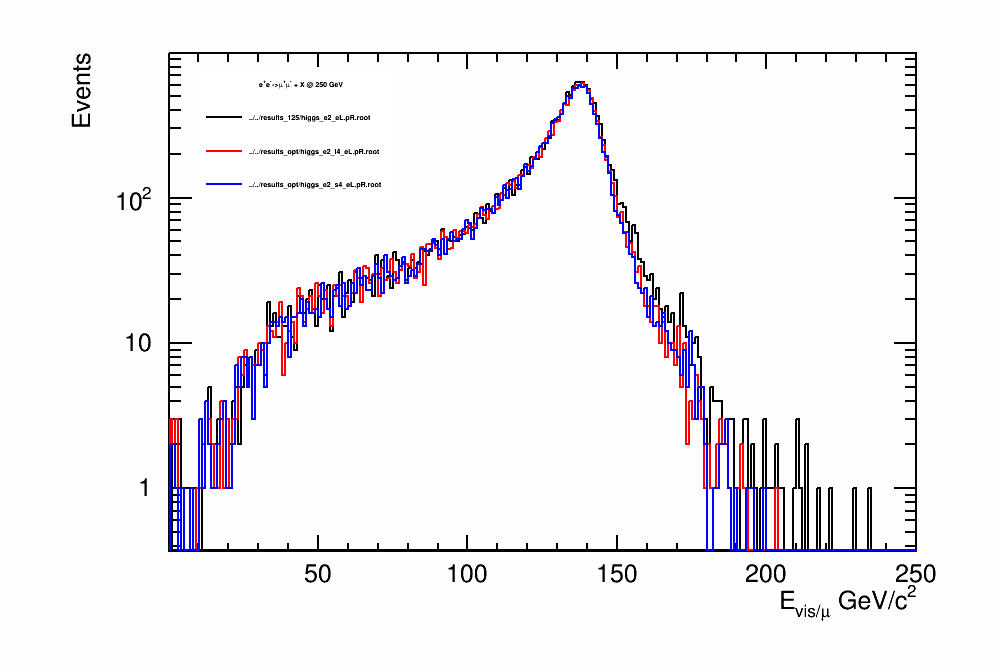 Events
e+e-->μ+μ- + X @ 250 GeV
../../results_125/higgs_e2_eL.pR.root
../../results_opt/higgs_e2_l4_eL.pR.root
../../results_opt/higgs_e2_s4_eL.pR.root
10²
10
1
50 100 150 200 250
E_vis/μ GeV/c²